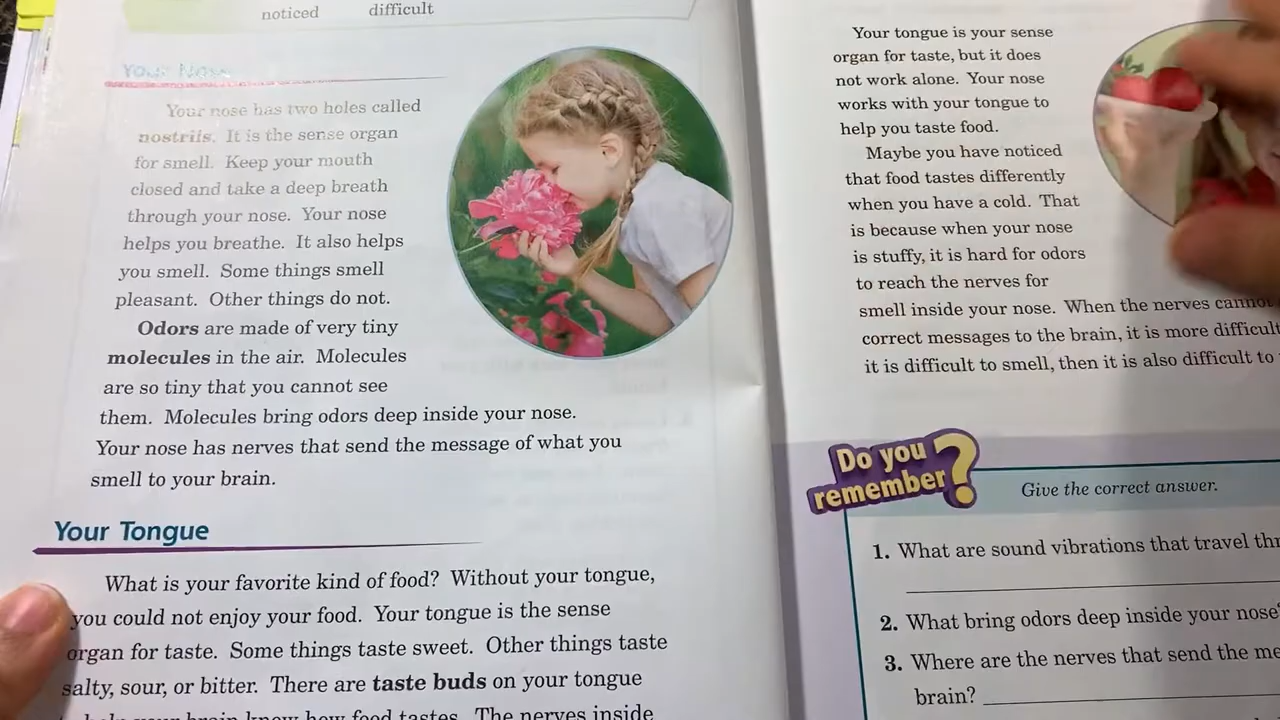 noticed difficult
Your Nose
Your nose has two holes called
nostrils. It is the sense organ
for smell. Keep your mouth
closed and take a deep breath
through your nose. Your nose
helps you breathe. It also helps
you smell. Some things smell
pleasant. Other things do not.
Odors are made of very tiny
molecules in the air. Molecules
are so tiny that you cannot see
them. Molecules bring odors deep inside your nose.
Your nose has nerves that send the message of what you
smell to your brain.
Your Tongue
What is your favorite kind of food? Without your tongue,
you could not enjoy your food. Your tongue is the sense
organ for taste. Some things taste sweet. Other things taste
salty, sour, or bitter. There are taste buds on your tongue
help your brain know how food tastes. The nerves inside
Your tongue is your sense
organ for taste, but it does
not work alone. Your nose
works with your tongue to
help you taste food.
Maybe you have noticed
that food tastes differently
when you have a cold. That
is because when your nose
is stuffy, it is hard for odors
to reach the nerves for
smell inside your nose. When the nerves cannot
correct messages to the brain, it is more difficult
it is difficult to smell, then it is also difficult to
Do you
remember?
Give the correct answer.
1. What are sound vibrations that travel thr
2. What bring odors deep inside your nose
3. Where are the nerves that send the me
brain?